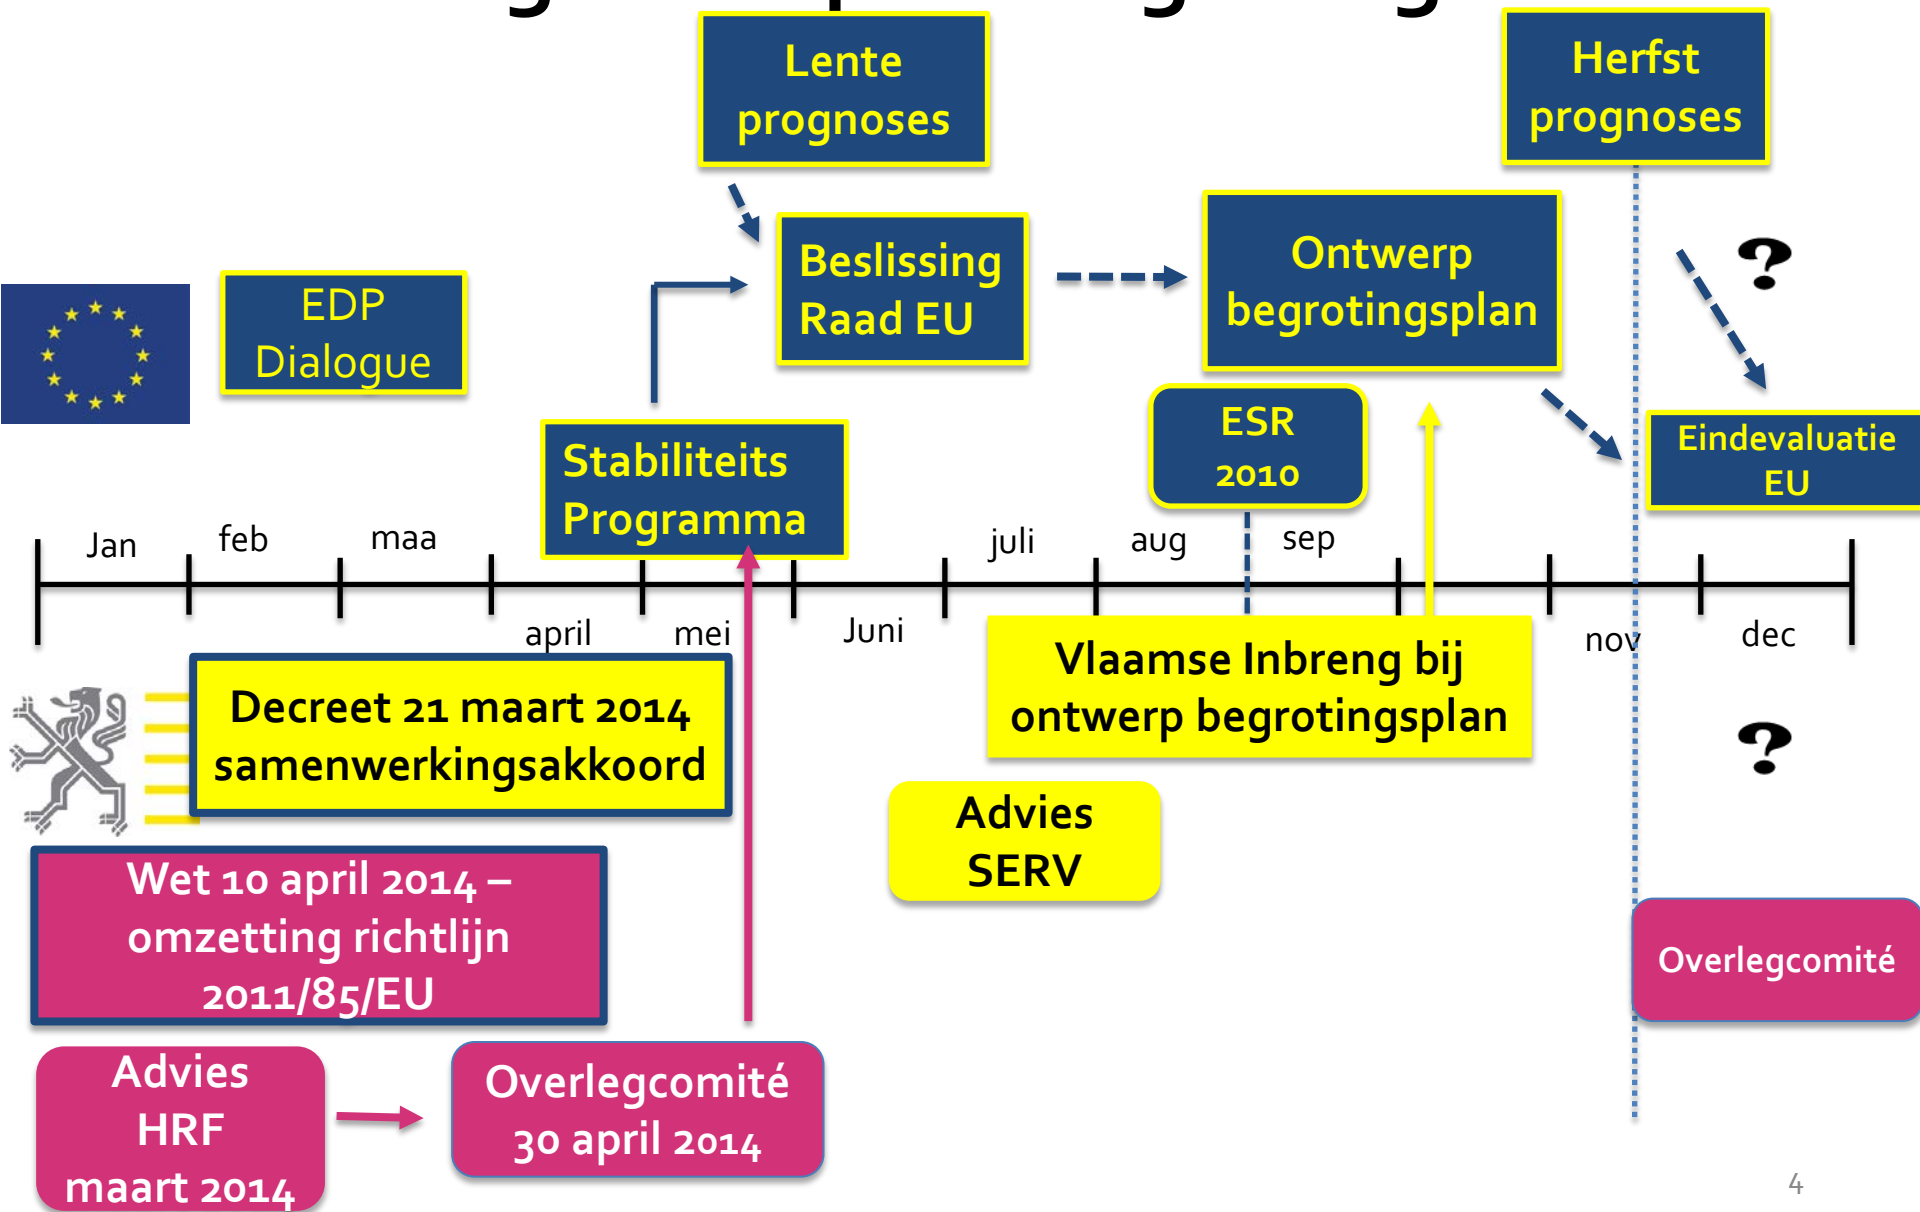 Lente
prognoses
Herfst
prognoses
Beslissing
Raad EU
Ontwerp
begrotingsplan
?
EDP
Dialogue
ESR
2010
Stabiliteits
Programma
Eindevaluatie
EU
Jan
feb
maa
april
mei
Juni
juli
aug
sep
nov
dec
Decreet 21 maart 2014
samenwerkingsakkoord
Vlaamse Inbreng bij
ontwerp begrotingsplan
?
Advies
SERV
Wet 10 april 2014 –
omzetting richtlijn
2011/85/EU
Overlegcomité
Advies
HRF
maart 2014
Overlegcomité
30 april 2014
4